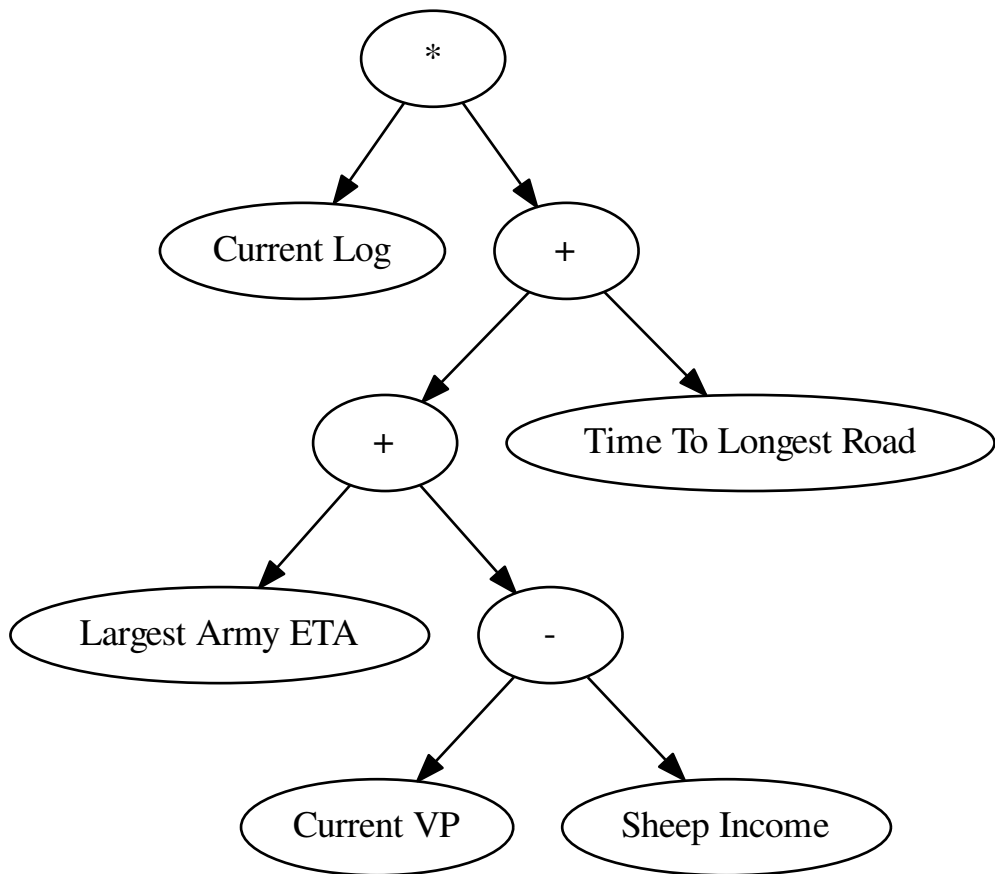 *
Current Log
+
+
Time To Longest Road
Largest Army ETA
-
Current VP
Sheep Income